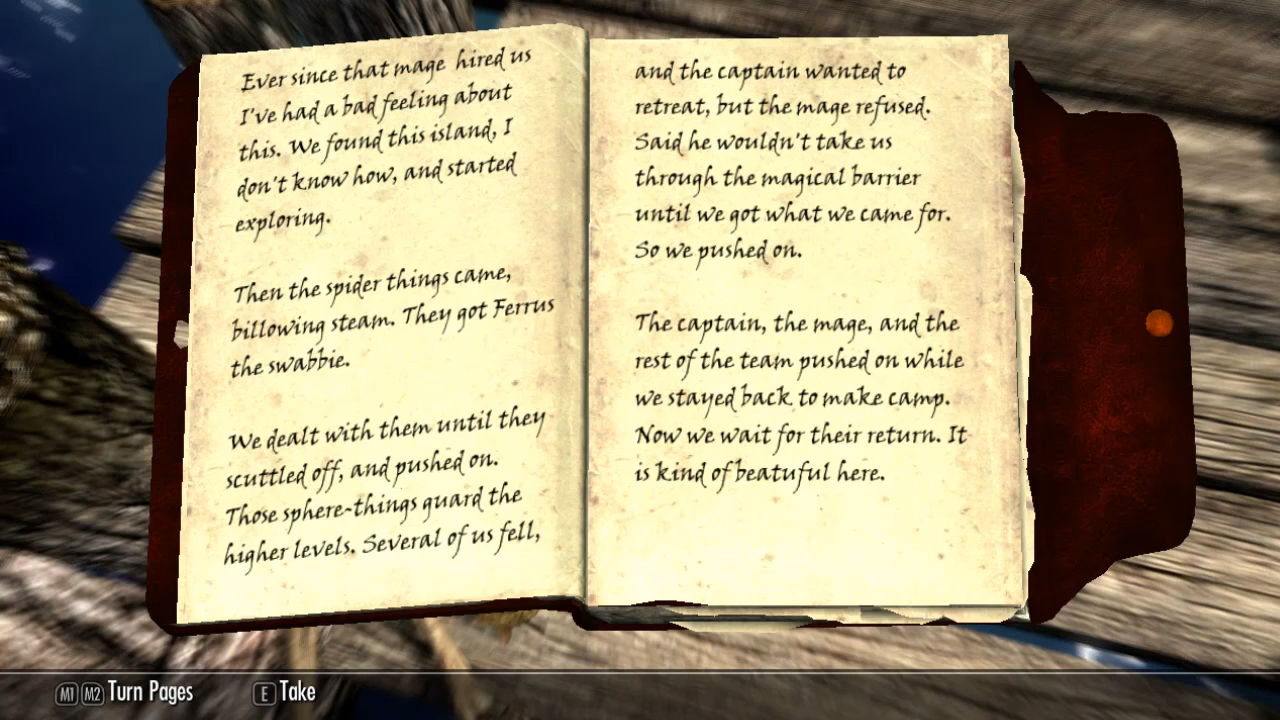 Ever since that mage hired us
I've had a bad feeling about
this. We found this island, I
don't know how, and started
exploring.
Then the spider things came,
billowing steam. They got Ferrus
the swabbie.
We dealt with them until they
scuttled off, and pushed on.
Those sphere-things guard the
higher levels. Several of us fell,
and the captain wanted to
retreat, but the mage refused.
Said he wouldn't take us
through the magical barrier
until we got what we came for.
So we pushed on.
The captain, the mage, and the
rest of the team pushed on while
we stayed back to make camp.
Now we wait for their return. It
is kind of beatuful here.
M1 M2 Turn Pages
E Take